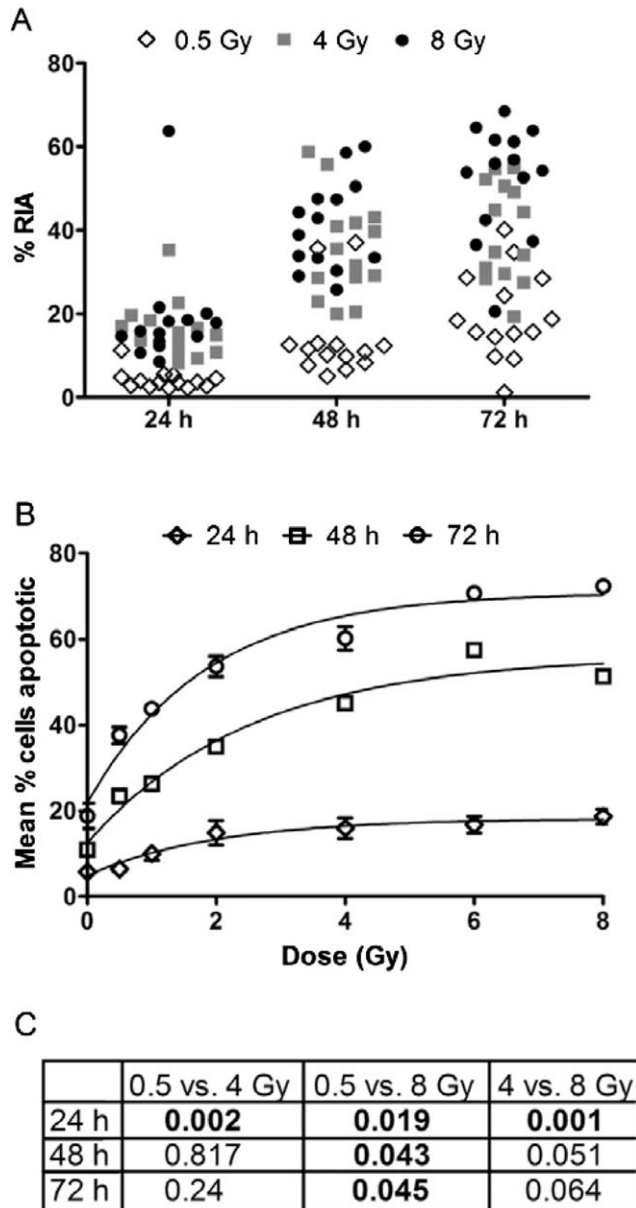 A
0.5 Gy 4 Gy 8 Gy
80
60
40
20
0
% RIA
24 h 48 h 72 h
B
24 h 48 h 72 h
80
60
40
20
0
Mean % cells apoptotic
0 2 4 6 8
Dose (Gy)
C
0.5 vs. 4 Gy 0.5 vs. 8 Gy 4 vs. 8 Gy
24 h 0.002 0.019 0.001
48 h 0.817 0.043 0.051
72 h 0.24 0.045 0.064